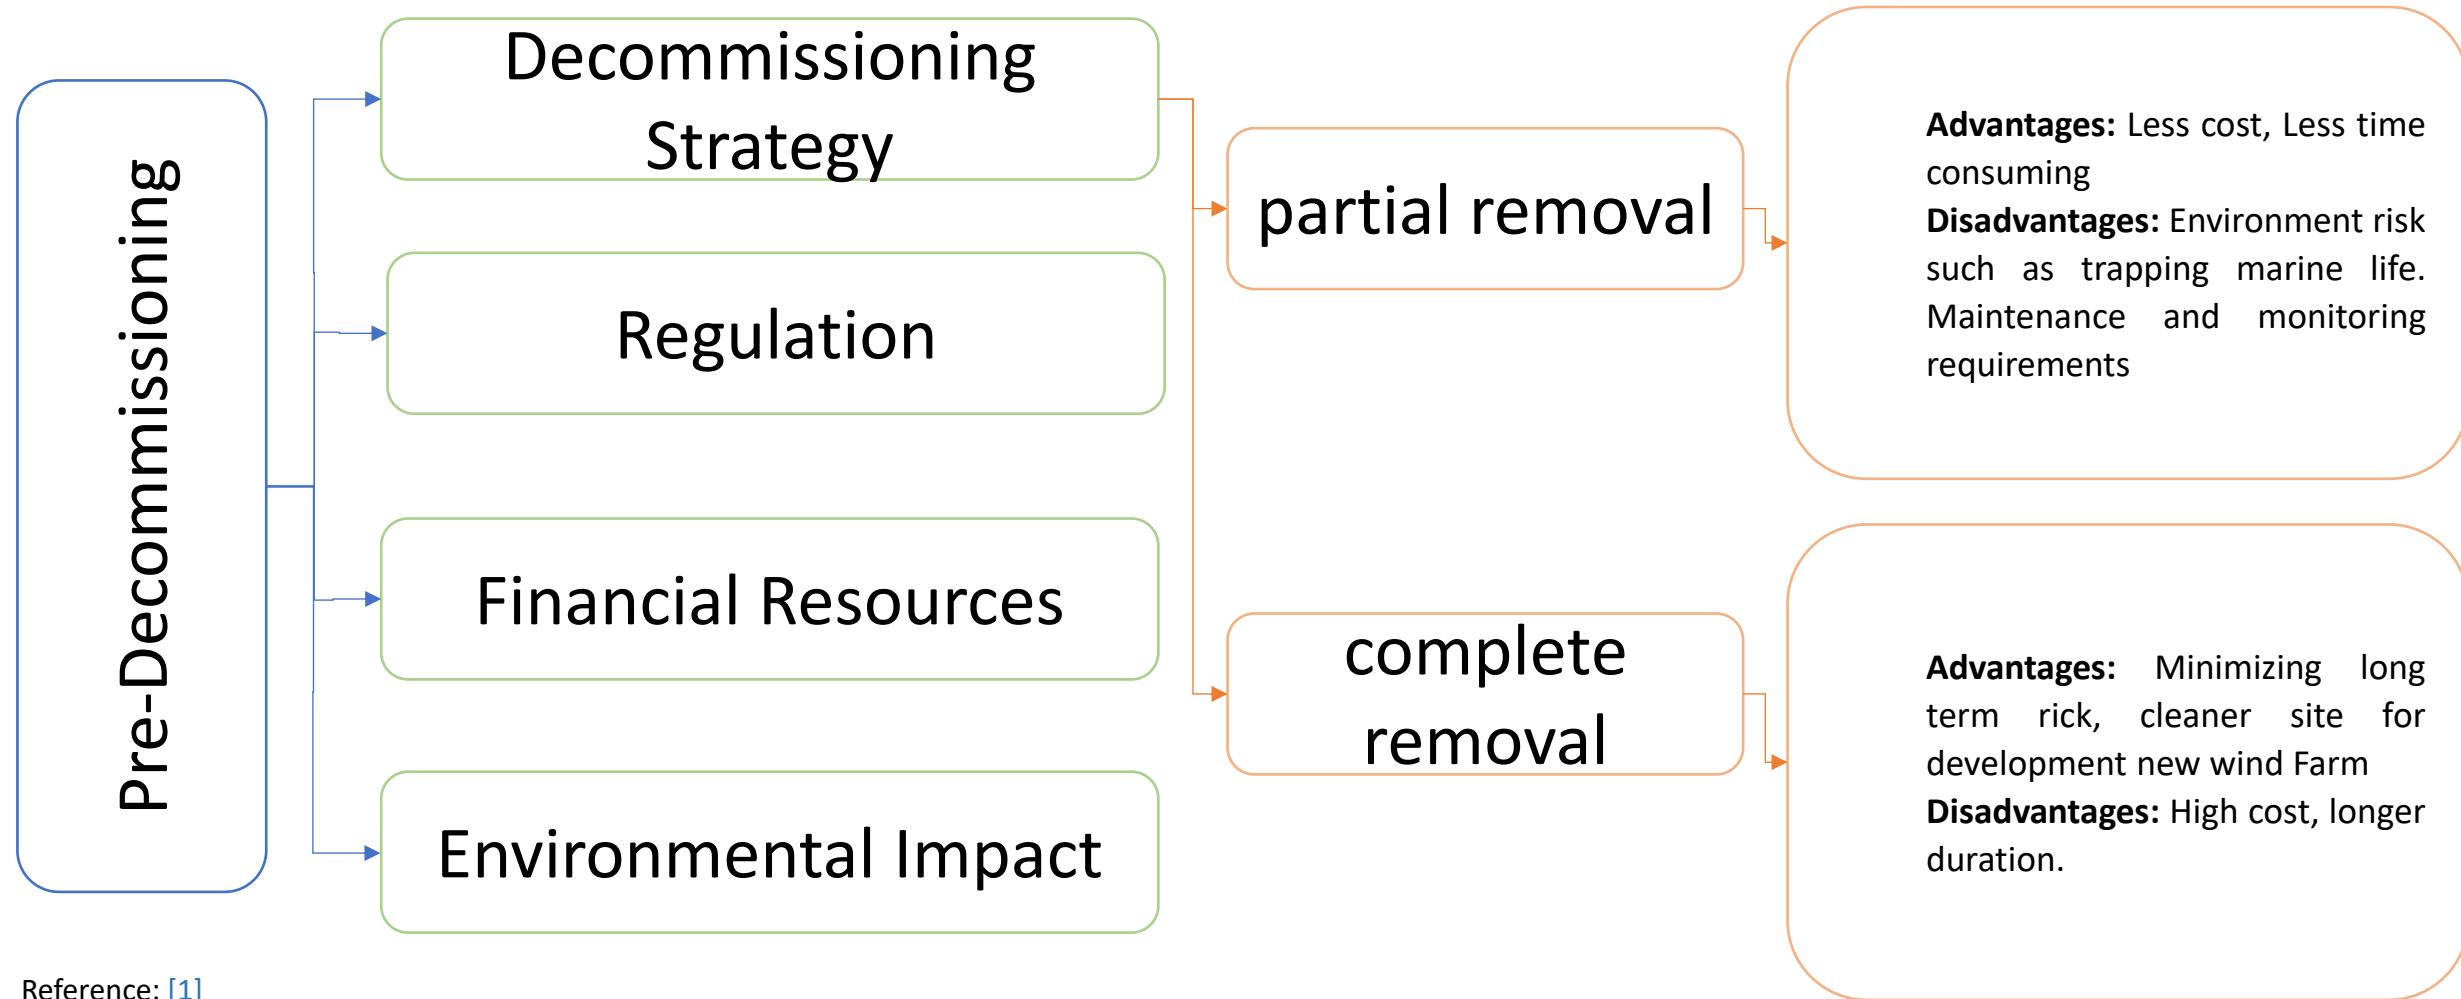 Pre-Decommissioning
Decommissioning
Strategy
Regulation
Financial Resources
Environmental Impact
partial removal
complete
removal
Advantages: Less cost, Less time
consuming
Disadvantages: Environment risk
such as trapping marine life.
Maintenance and monitoring
requirements
Advantages: Minimizing long
term rick, cleaner site for
development new wind Farm
Disadvantages: High cost, longer
duration.
Reference: [1]